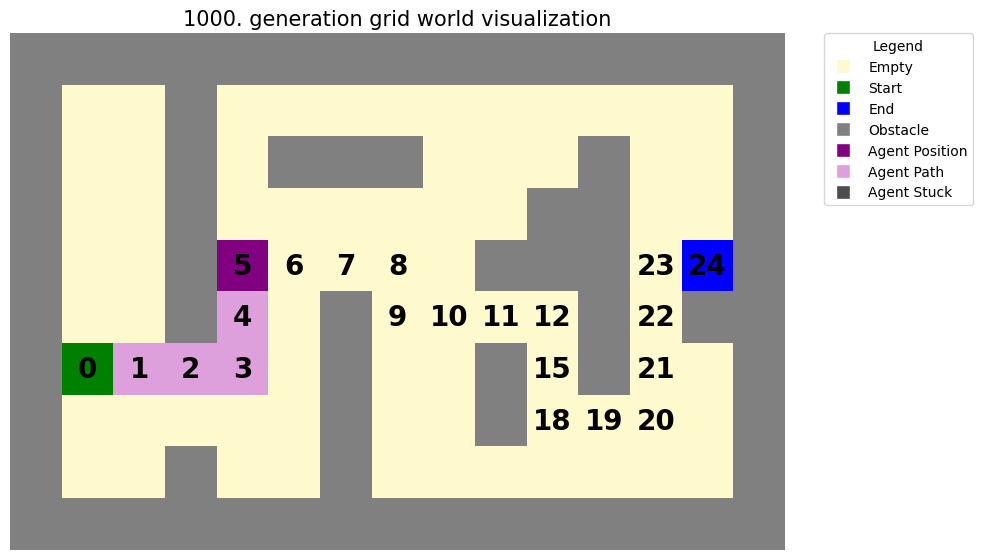 1000. generation grid world visualization
Legend
Empty
Start
End
Obstacle
Agent Position
Agent Path
Agent Stuck
5 6 7 8 23 24
4 9 10 11 12 22
0 1 2 3 15 21
18 19 20